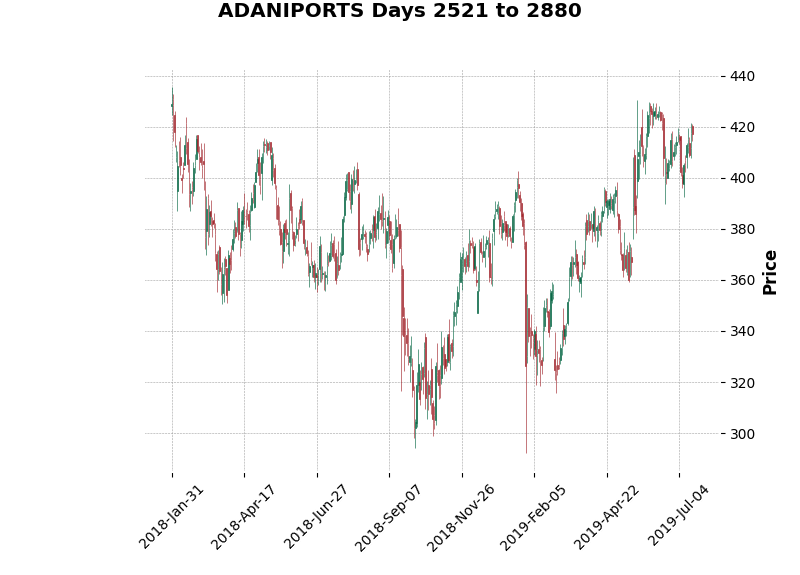 ADANIPORTS Days 2521 to 2880
440
420
400
380
360
340
320
300
Price
2018-Jan-31
2018-Apr-17
2018-Jun-27
2018-Sep-07
2018-Nov-26
2019-Feb-05
2019-Apr-22
2019-Jul-04